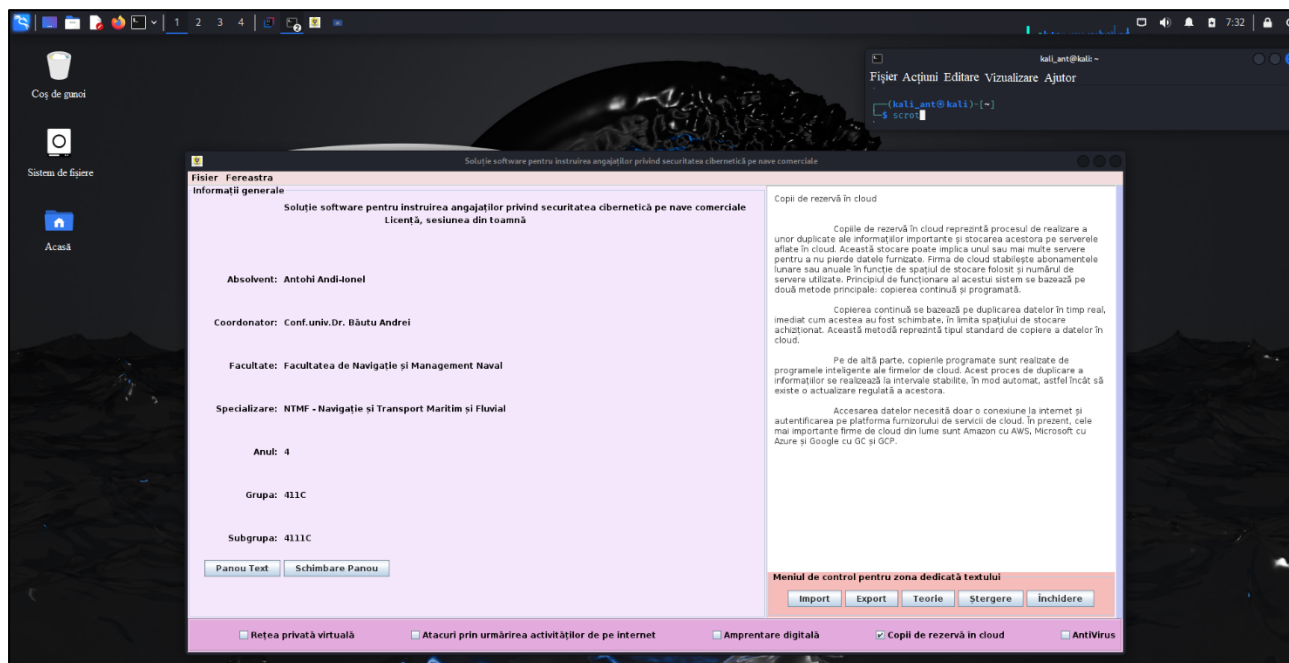 1 2 3 4 2 7:32
Coș de gunoi
Sistem de fișiere
Acasă
kali_ant@kali: ~
Fișier Acțiuni Editare Vizualizare Ajutor
(kali_ant㉿kali)-[~]
$ scrot
Soluție software pentru instruirea angajaților privind securitatea cibernetică pe nave comerciale
Fisier Fereastra
Informații generale
Soluție software pentru instruirea angajaților privind securitatea cibernetică pe nave comerciale
Licență, sesiunea din toamnă
Absolvent: Antohi Andi-Ionel
Coordonator: Conf.univ.Dr. Băutu Andrei
Facultate: Facultatea de Navigație și Management Naval
Specializare: NTMF - Navigație și Transport Maritim și Fluvial
Anul: 4
Grupa: 411C
Subgrupa: 4111C
Panou Text Schimbare Panou
Copii de rezervă în cloud
Copiile de rezervă în cloud reprezintă procesul de realizare a
unor duplicate ale informațiilor importante și stocarea acestora pe serverele
aflate în cloud. Această stocare poate implica unul sau mai multe servere
pentru a nu pierde datele furnizate. Firma de cloud stabilește abonamentele
lunare sau anuale în funcție de spațiul de stocare folosit și numărul de
servere utilizate. Principiul de funcționare al acestui sistem se bazează pe
două metode principale: copierea continuă și programată.
Copierea continuă se bazează pe duplicarea datelor în timp real,
imediat cum acestea au fost schimbate, în limita spațiului de stocare
achiziționat. Această metodă reprezintă tipul standard de copiere a datelor în
cloud.
Pe de altă parte, copierile programate sunt realizate de
programele inteligente ale firmelor de cloud. Acest proces de duplicare a
informațiilor se realizează la intervale stabilite, în mod automat, astfel încât să
existe o actualizare regulată a acestora.
Accesarea datelor necesită doar o conexiune la internet și
autentificarea pe platforma furnizorului de servicii de cloud. În prezent, cele
mai importante firme de cloud din lume sunt Amazon cu AWS, Microsoft cu
Azure și Google cu GC și GCP.
Meniul de control pentru zona dedicată textului
Import Export Teorie Ștergere Închidere
Rețea privată virtuală Atacuri prin urmărirea activităților de pe internet Amprentare digitală Copii de rezervă în cloud AntiVirus